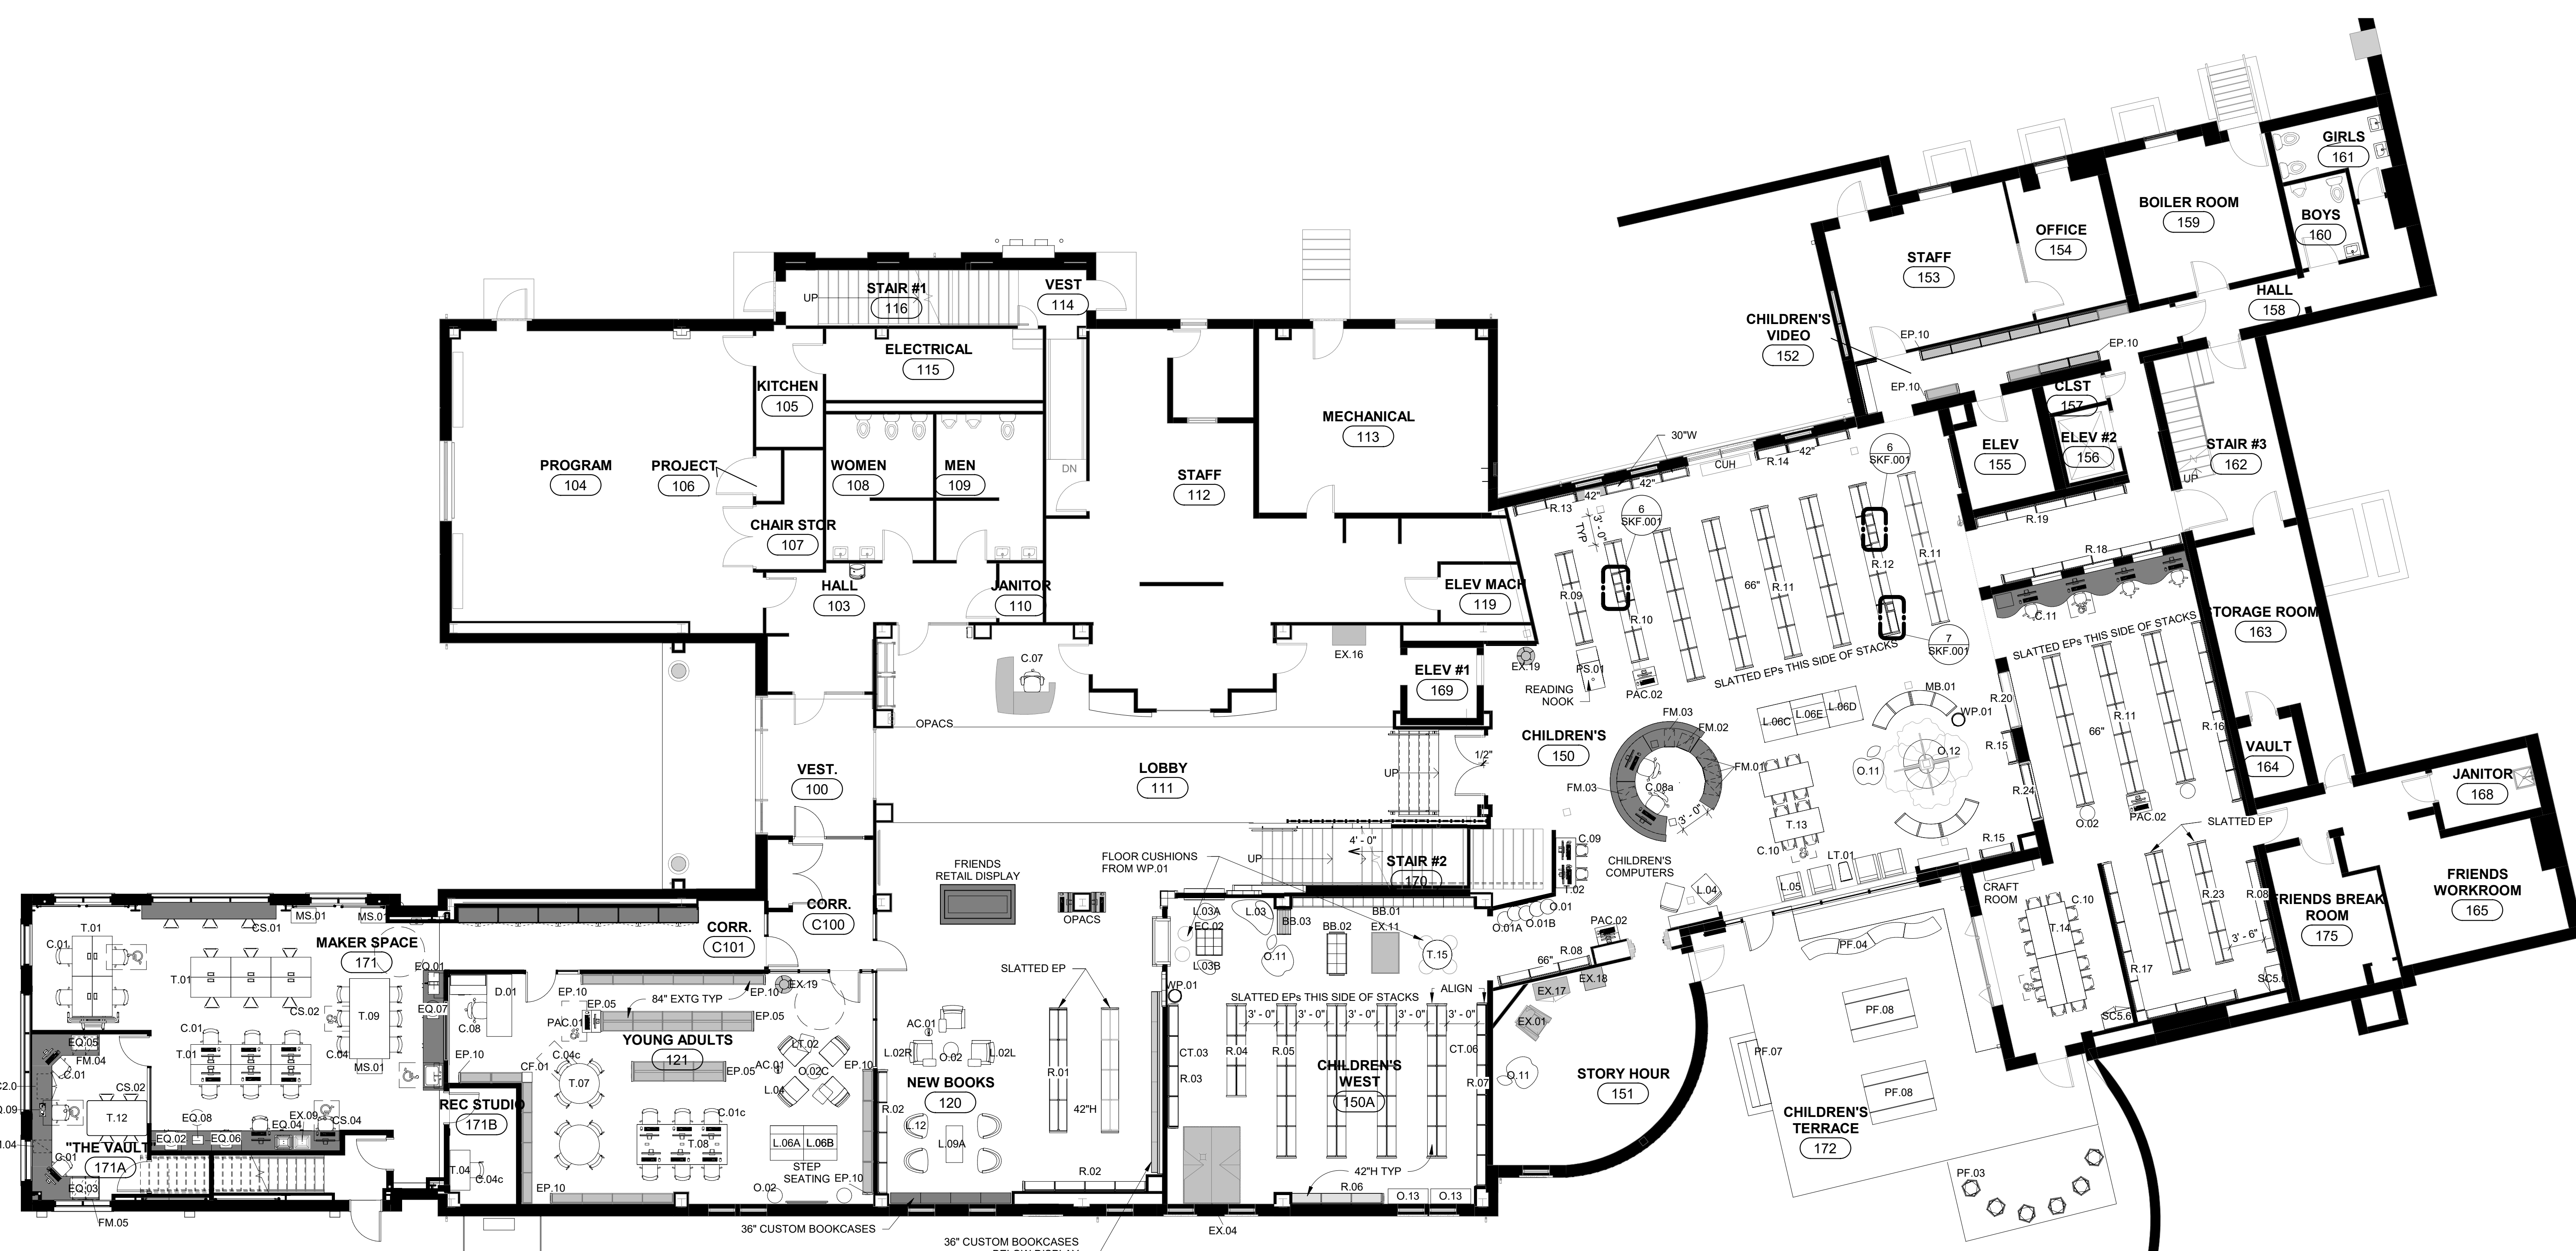 GIRLS
161
BOILER ROOM
159
BOYS
160
OFFICE
154
STAFF
153
HALL
158
CHILDREN'S
VIDEO
152
EP.10
EP.10
EP.10
CLST
157
ELEV
155
ELEV #2
156
STAIR #3
162
UP
STAIR #1
116
UP
VEST
114
ELECTRICAL
115
KITCHEN
105
MECHANICAL
113
PROGRAM
104
PROJECT
106
WOMEN
108
MEN
109
DN
STAFF
112
CHAIR STOR
107
HALL
103
JANITOR
110
ELEV MACH
119
30"W
CUH
R.14
42"
42"
42"
R.13
3' - 0"
TYP
6
SKF.001
6
SKF.001
7
SKF.001
R.09
R.10
66"
R.11
R.12
R.11
R.19
R.18
C.11
STORAGE ROOM
163
SLATTED EPs THIS SIDE OF STACKS
SLATTED EPs THIS SIDE OF STACKS
C.07
EX.16
EX.19
PS.01
READING
NOOK
PAC.02
ELEV #1
169
OPACS
L.06C
L.06E
L.06D
MB.01
WP.01
R.20
R.15
R.24
R.15
O.12
O.11
66"
R.11
R.16
VAULT
164
JANITOR
168
FM.03
FM.02
FM.01
FM.03
C.08a
3' - 0"
CHILDREN'S
150
1/2"
UP
LOBBY
111
VEST.
100
T.13
C.10
LT.01
L.05
L.04
O.02
PAC.02
SLATTED EP
CHILDREN'S
COMPUTERS
C.09
T.02
UP
4' - 0"
STAIR #2
170
FLOOR CUSHIONS
FROM WP.01
FRIENDS
RETAIL DISPLAY
OPACS
CORR.
C100
CORR.
C101
CRAFT
ROOM
C.10
T.14
R.17
R.23
R.08
3' - 6"
FRIENDS BREAK
ROOM
175
FRIENDS
WORKROOM
165
MS.01
MS.01
CS.01
T.01
C.01
MAKER SPACE
171
EQ.01
T.01
CS.02
T.09
EQ.07
C.04
MS.01
C.01
T.01
EQ.05
FM.04
C.01
CS.02
T.12
EQ.08
EQ.02
EQ.06
EQ.04
EX.09
CS.04
"THE VAULT"
171A
C.01
EQ.03
FM.05
REC STUDIO
171B
T.04
C.04c
D.01
C.08
EP.10
EP.10
EX.19
84" EXTG TYP
EP.05
EP.05
PAC.01
YOUNG ADULTS
121
EP.10
CF.01
C.04c
T.07
EP.05
LT.02
AC.01
O.02C
L.04
EP.10
C.01c
T.08
L.06A
L.06B
STEP
SEATING
EP.10
O.02
EP.10
36" CUSTOM BOOKCASES
36" CUSTOM BOOKCASES
SLATTED EP
AC.01
L.02R
O.02
L.02L
NEW BOOKS
120
R.02
L.12
L.09A
R.01
42"H
R.02
L.03A
EC.02
L.03
L.03B
BB.03
O.11
BB.01
BB.02
EX.11
T.15
O.01
O.01A
O.01B
PAC.02
WP.01
SLATTED EPs THIS SIDE OF STACKS
ALIGN
3' - 0"
3' - 0"
3' - 0"
3' - 0"
3' - 0"
66"
R.08
EX.17
EX.18
EX.01
O.11
CT.03
R.03
R.04
R.05
CT.06
R.07
CHILDREN'S
WEST
150A
42"H TYP
R.06
O.13
O.13
EX.04
STORY HOUR
151
PF.04
PF.08
PF.07
PF.08
CHILDREN'S
TERRACE
172
PF.03